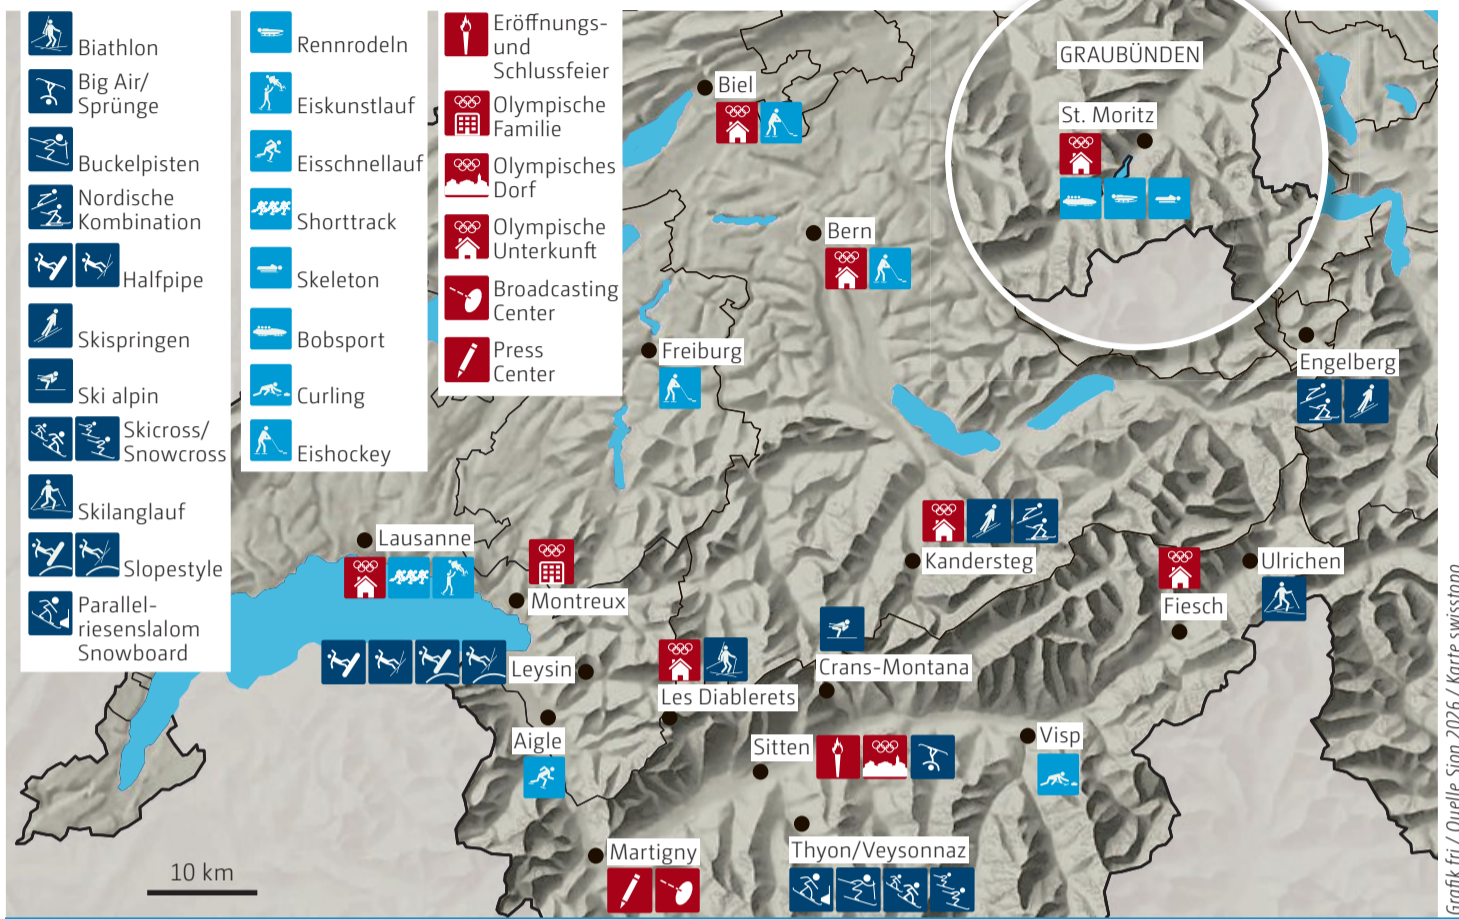 Biathlon
Big Air/
Sprünge
Buckelpisten
Nordische
Kombination
Halfpipe
Skispringen
Ski alpin
Skicross/
Snowcross
Skilanglauf
Slopestyle
Parallel-
riesenslalom
Snowboard
Rennrodeln
Eiskunstlauf
Eisschnellauf
Shorttrack
Skeleton
Bobsport
Curling
Eishockey
Eröffnungs-
und
Schlussfeier
Olympische
Familie
Olympisches
Dorf
Olympische
Unterkunft
Broadcasting
Center
Press
Center
Biel
GRAUBÜNDEN
St. Moritz
Bern
Freiburg
Engelberg
Lausanne
Montreux
Kandersteg
Ulrichen
Fiesch
Leysin
Les Diablerets
Crans-Montana
Aigle
Sitten
Visp
Martigny
Thyon/Veysonnaz
10 km
Grafik fri / Quelle Sion 2026 / Karte swisstopo